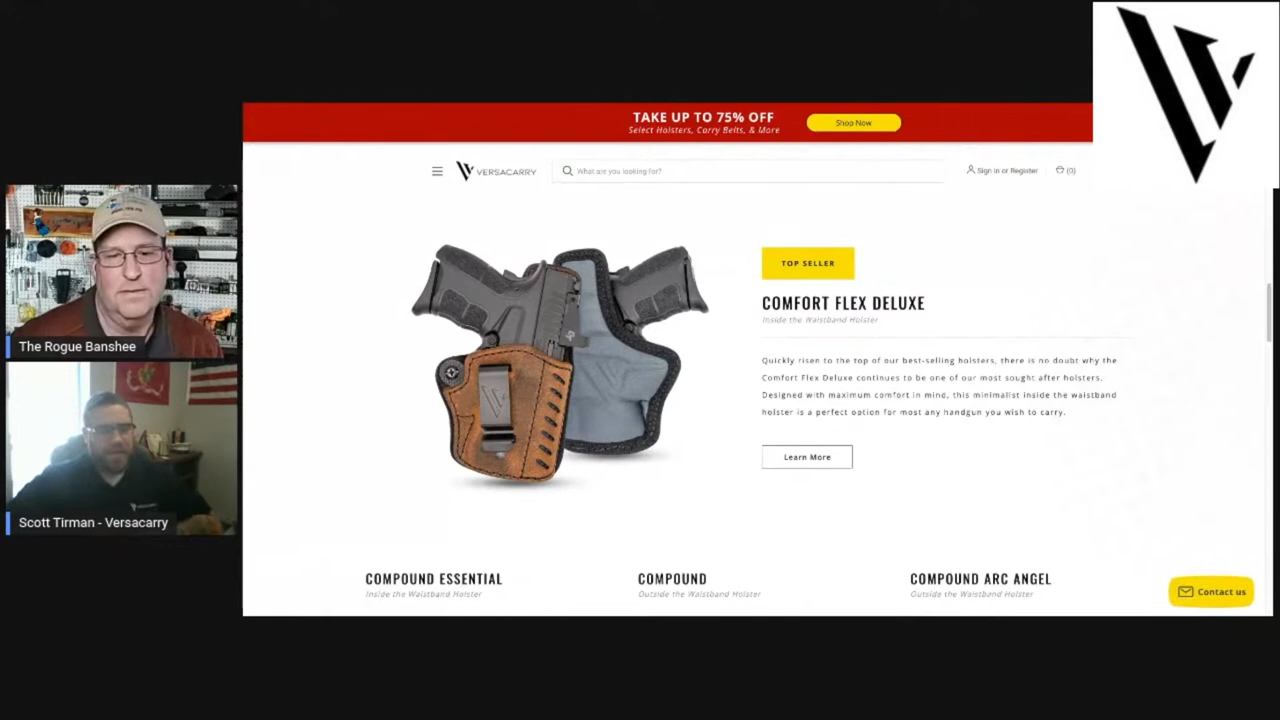 TAKE UP TO 75% OFF
Select Holsters, Carry Belts, & More
Shop Now
VERSACARRY
What are you looking for?
Sign in or Register
(0)
The Rogue Banshee
Scott Tirman - Versacarry
TOP SELLER
COMFORT FLEX DELUXE
Inside the Waistband Holster
Quickly risen to the top of our best-selling holsters, there is no doubt why the
Comfort Flex Deluxe continues to be one of our most sought after holsters.
Designed with maximum comfort in mind, this minimalist inside the waistband
holster is a perfect option for most any handgun you wish to carry.
Learn More
COMPOUND ESSENTIAL
Inside the Waistband Holster
COMPOUND
Outside the Waistband Holster
COMPOUND ARC ANGEL
Outside the Waistband Holster
Contact us